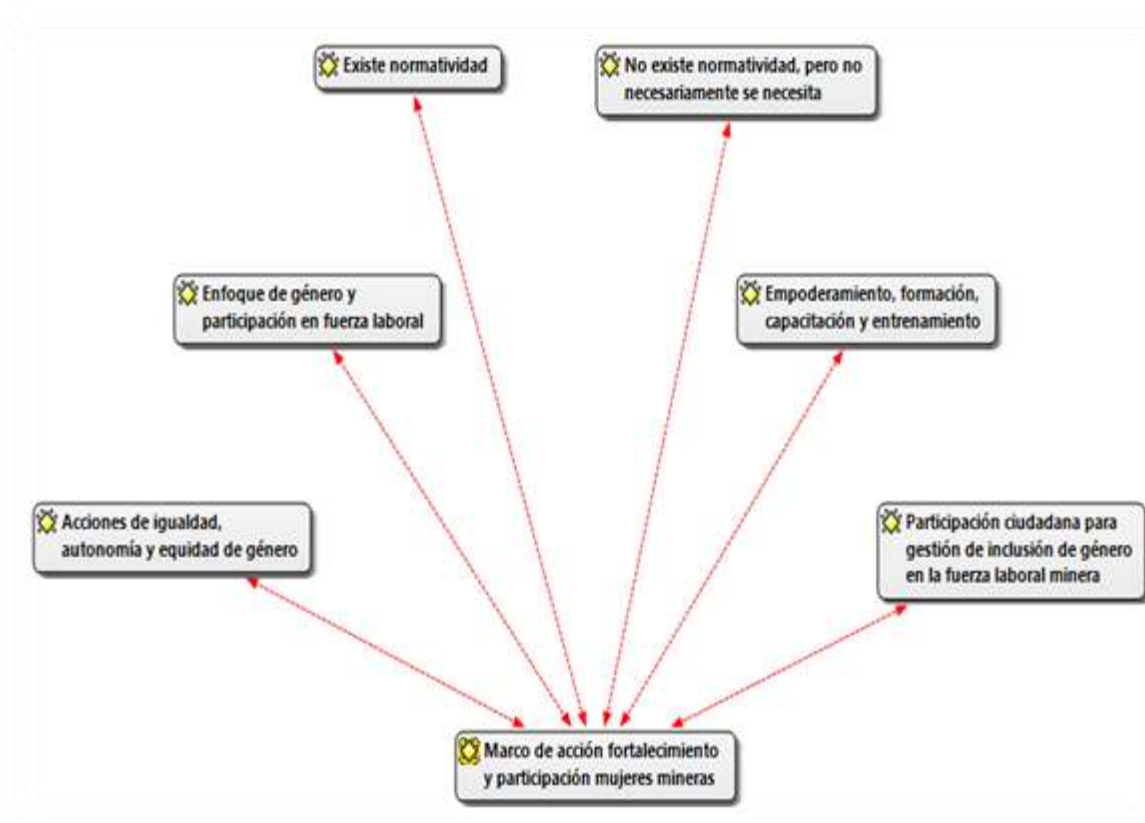 Existe normatividad
No existe normatividad, pero no
necesariamente se necesita
Enfoque de género y
participación en fuerza laboral
Empoderamiento, formación,
capacitación y entrenamiento
Acciones de igualdad,
autonomía y equidad de género
Participación ciudadana para
gestión de inclusión de género
en la fuerza laboral minera
Marco de acción fortalecimiento
y participación mujeres mineras